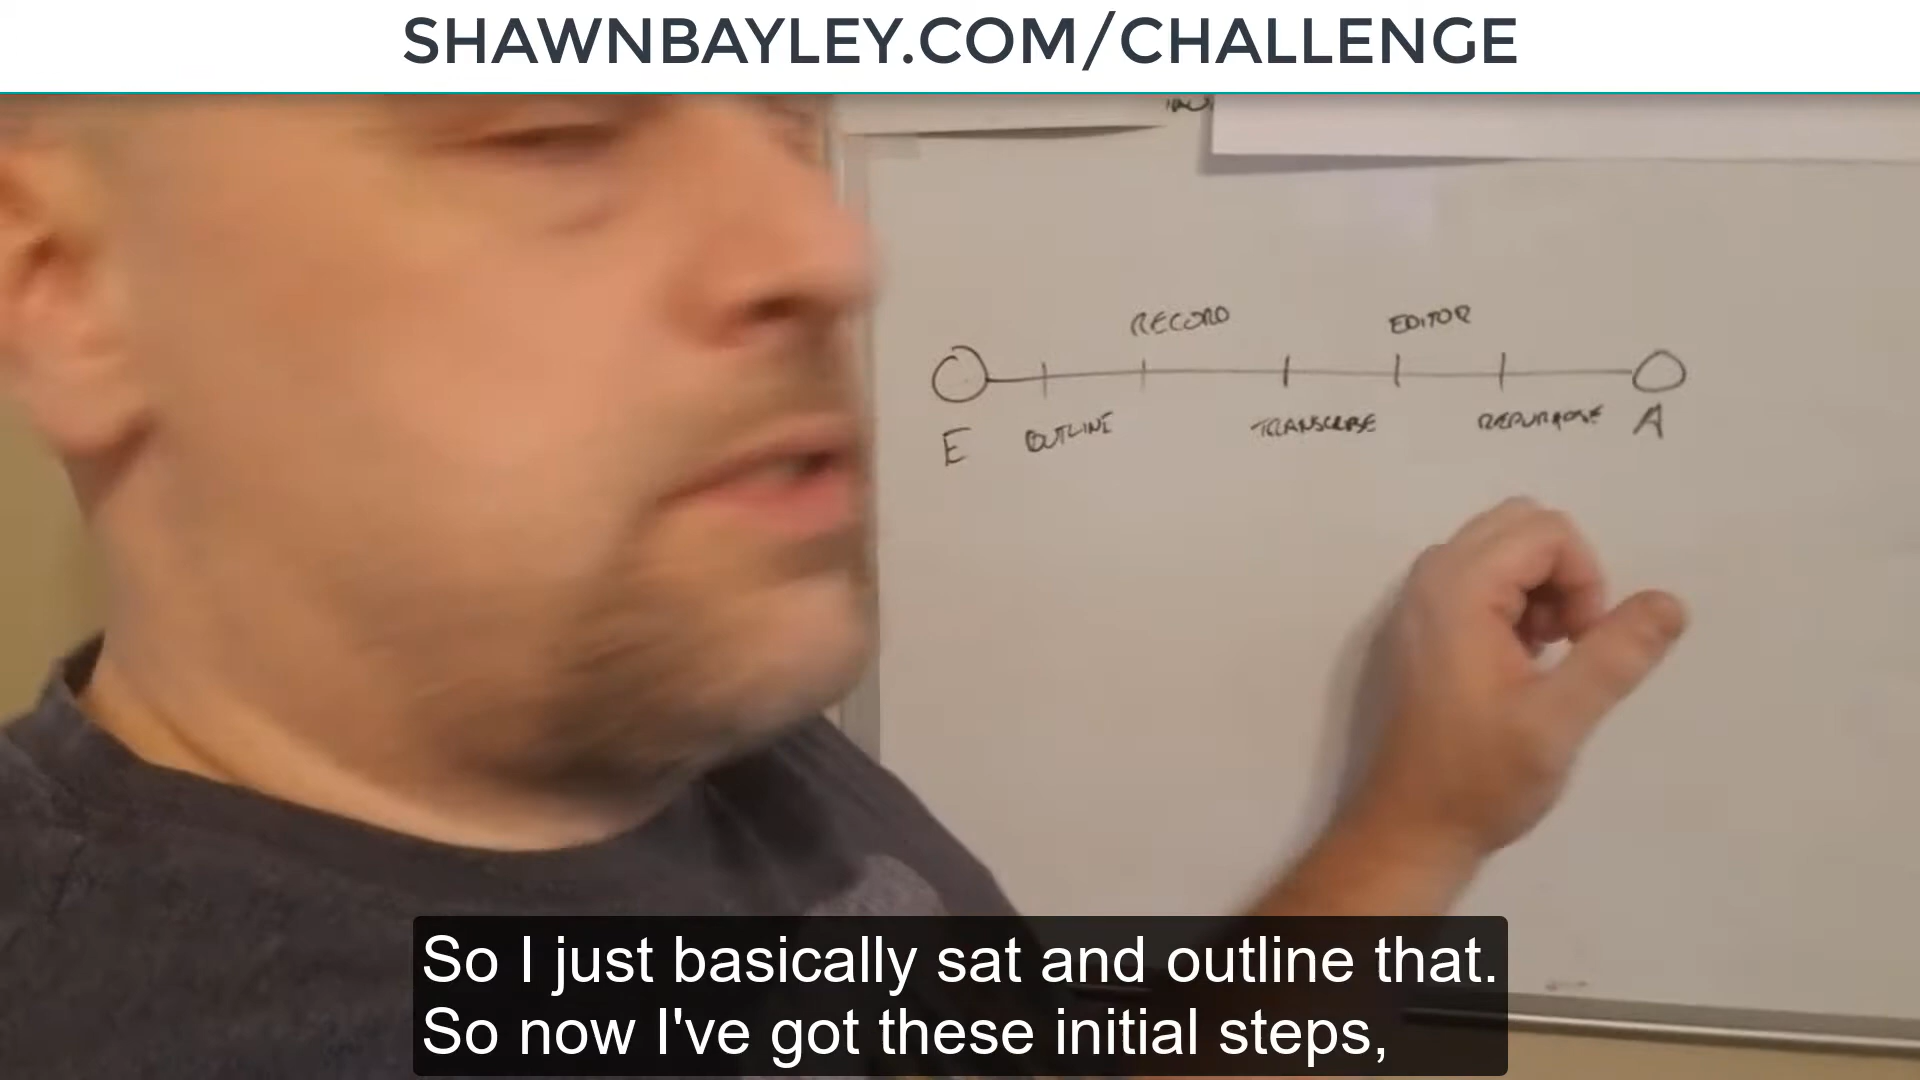 SHAWNBAYLEY.COM/CHALLENGE
RECORD
EDITOR
E
OUTLINE
TRANSCRIBE
REPURPOSE
A
So I just basically sat and outline that.
So now I've got these initial steps,